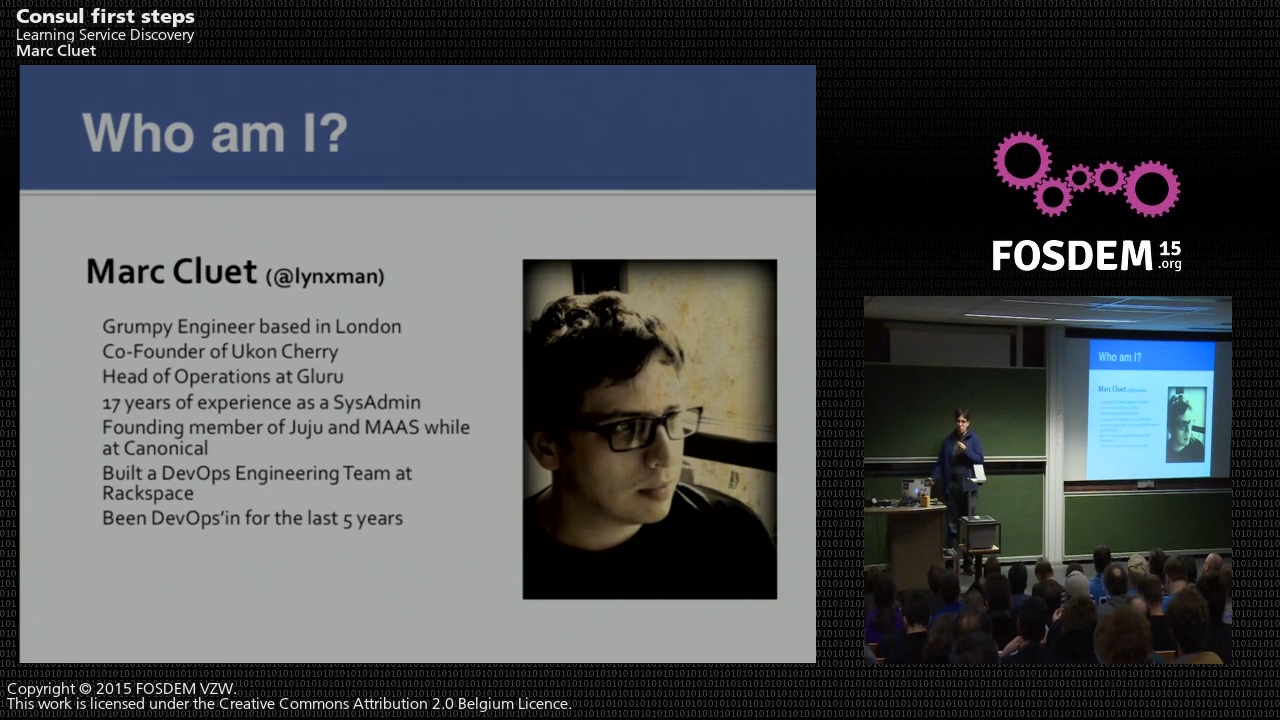 Consul first steps
Learning Service Discovery
Marc Cluet
Who am I?
Marc Cluet (@lynxman)
Grumpy Engineer based in London
Co-Founder of Ukon Cherry
Head of Operations at Gluru
17 years of experience as a SysAdmin
Founding member of Juju and MAAS while
at Canonical
Built a DevOps Engineering Team at
Rackspace
Been DevOps'in for the last 5 years
FOSDEM 15
.org
Who am I?
Marc Cluet
Copyright © 2015 FOSDEM VZW.
This work is licensed under the Creative Commons Attribution 2.0 Belgium Licence.